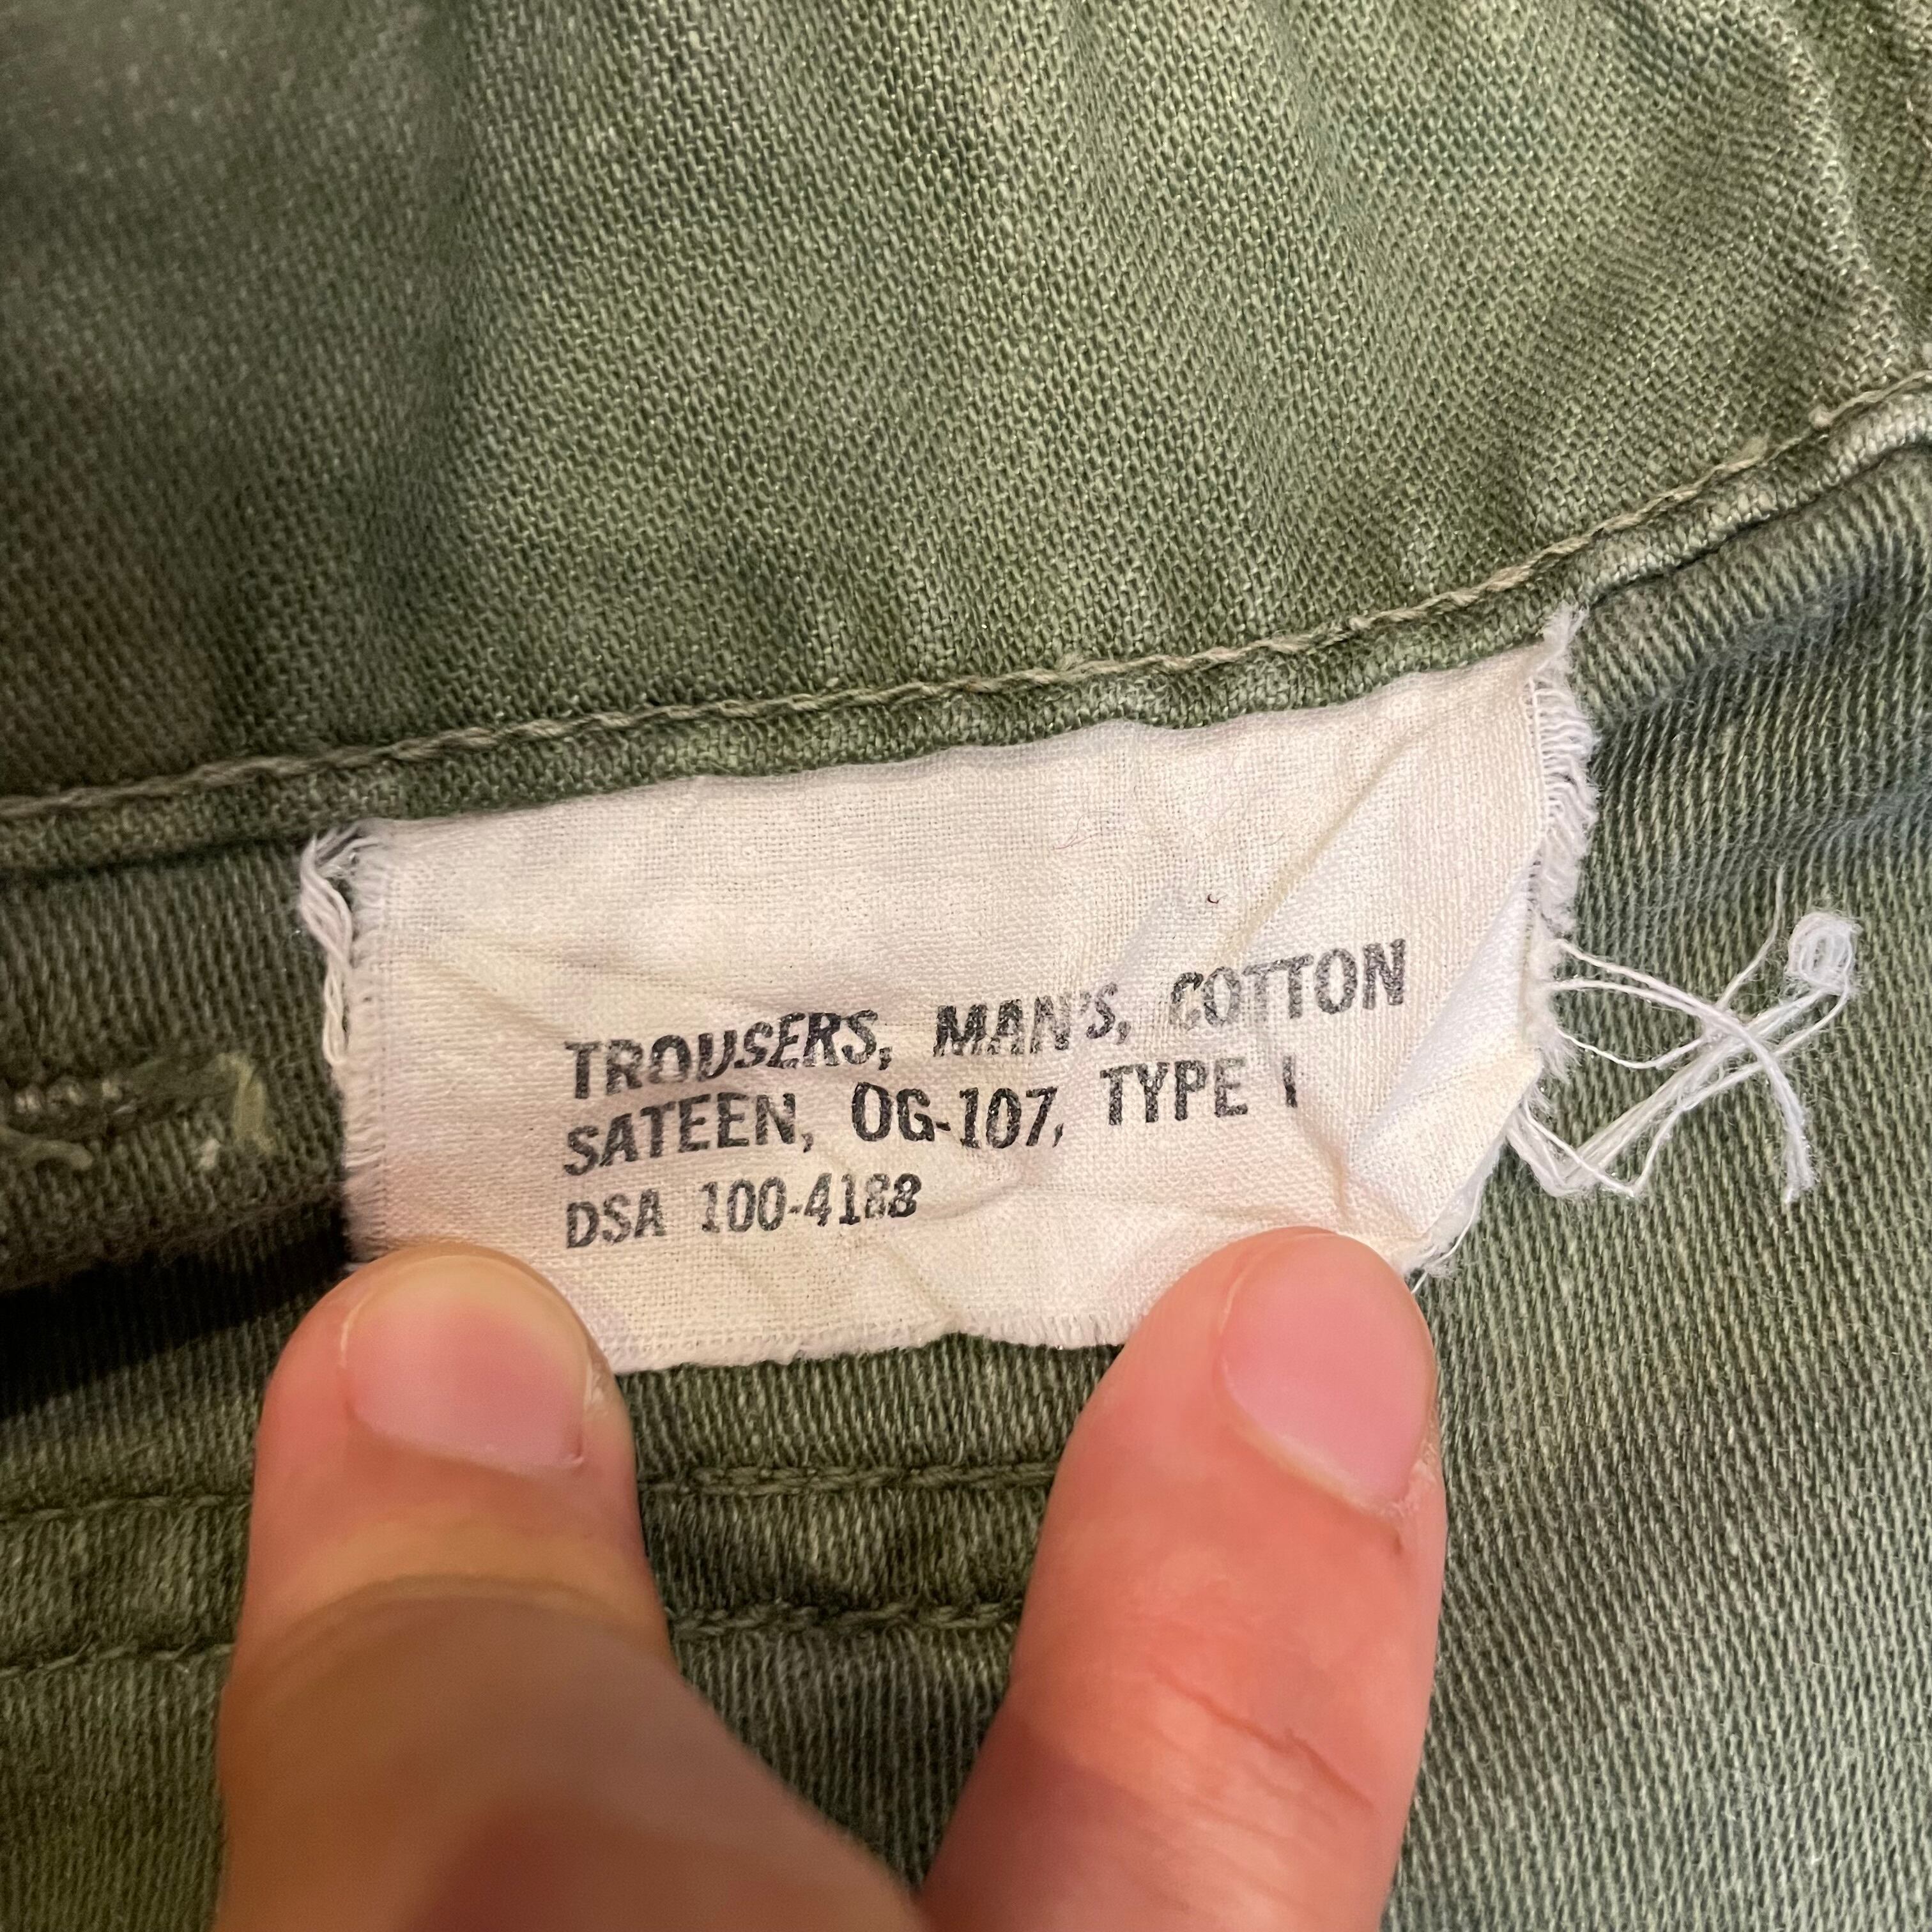 TROUSERS, MAN'S, COTTON
SATEEN, OG-107, TYPE I
DSA 100-4188